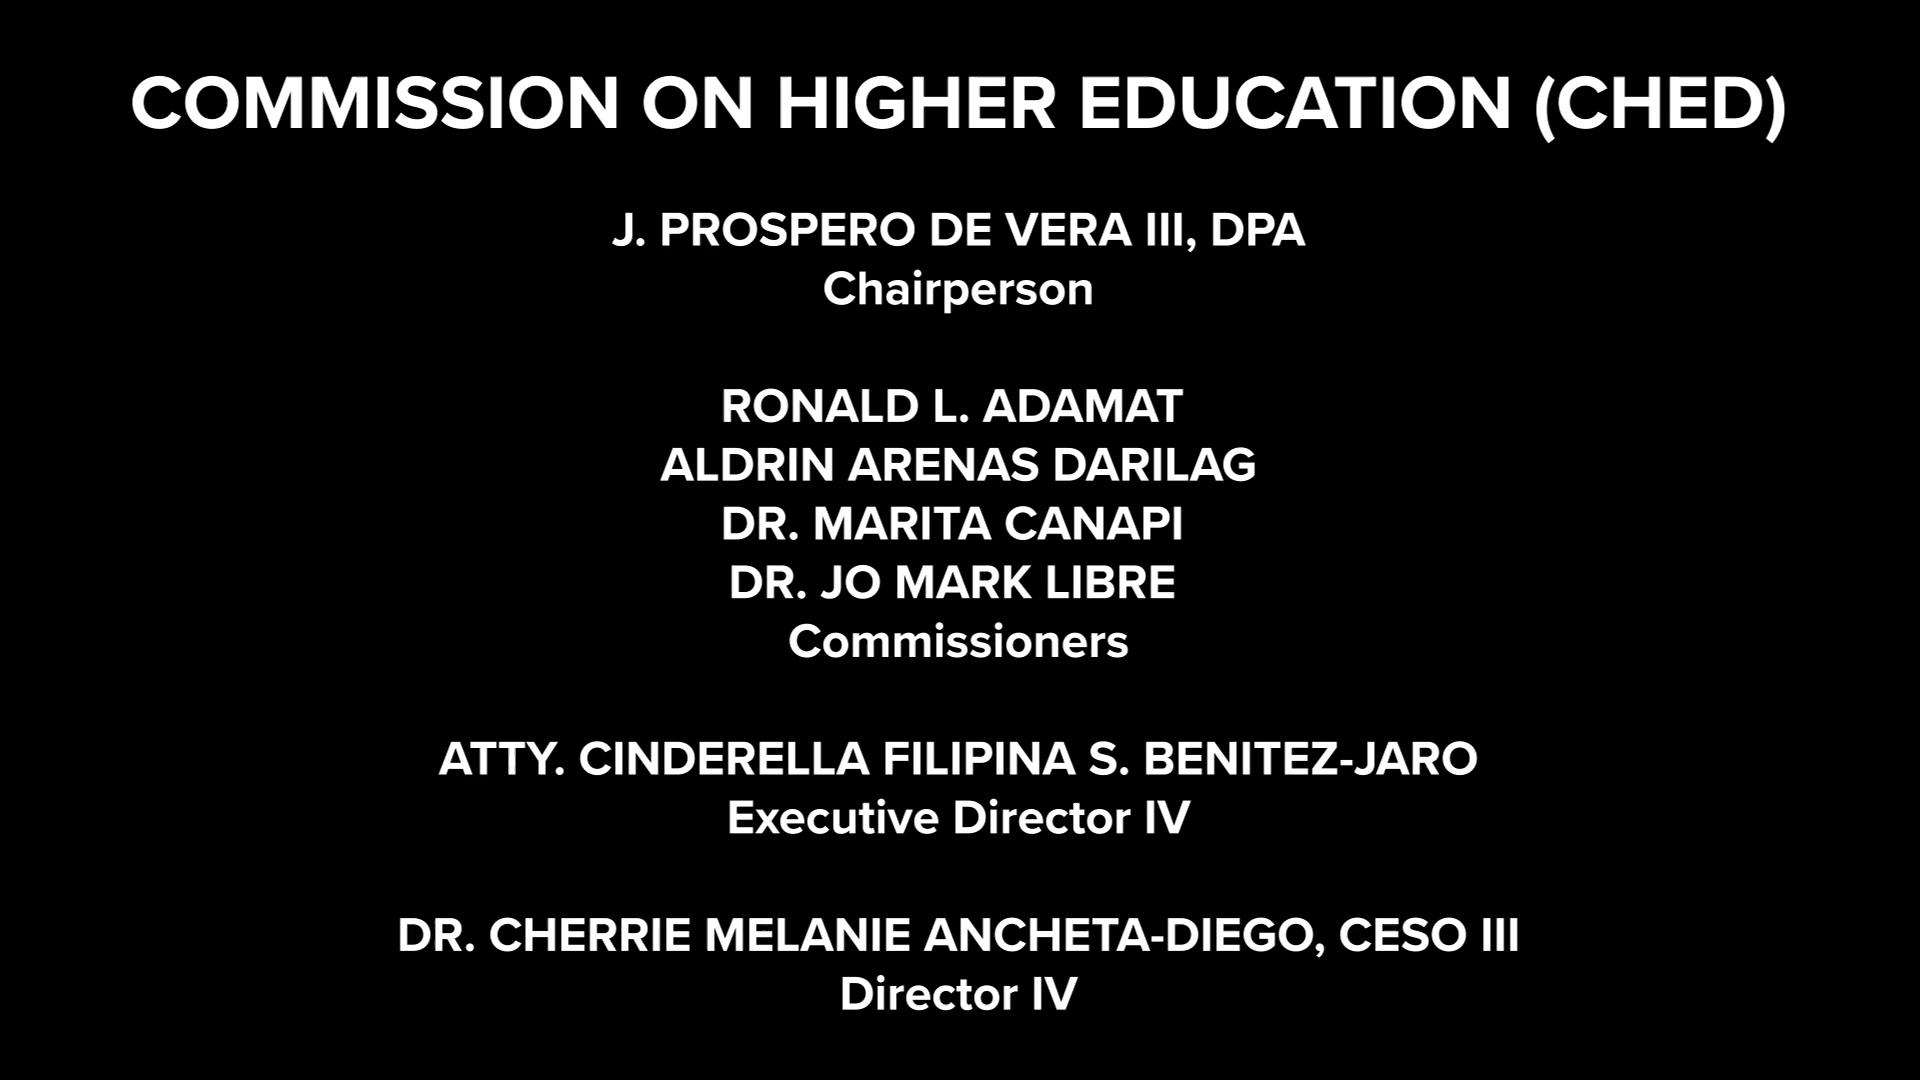 COMMISSION ON HIGHER EDUCATION (CHED)
J. PROSPERO DE VERA III, DPA
Chairperson
RONALD L. ADAMAT
ALDRIN ARENAS DARILAG
DR. MARITA CANAPI
DR. JO MARK LIBRE
Commissioners
ATTY. CINDERELLA FILIPINA S. BENITEZ-JARO
Executive Director IV
DR. CHERRIE MELANIE ANCHETA-DIEGO, CESO III
Director IV